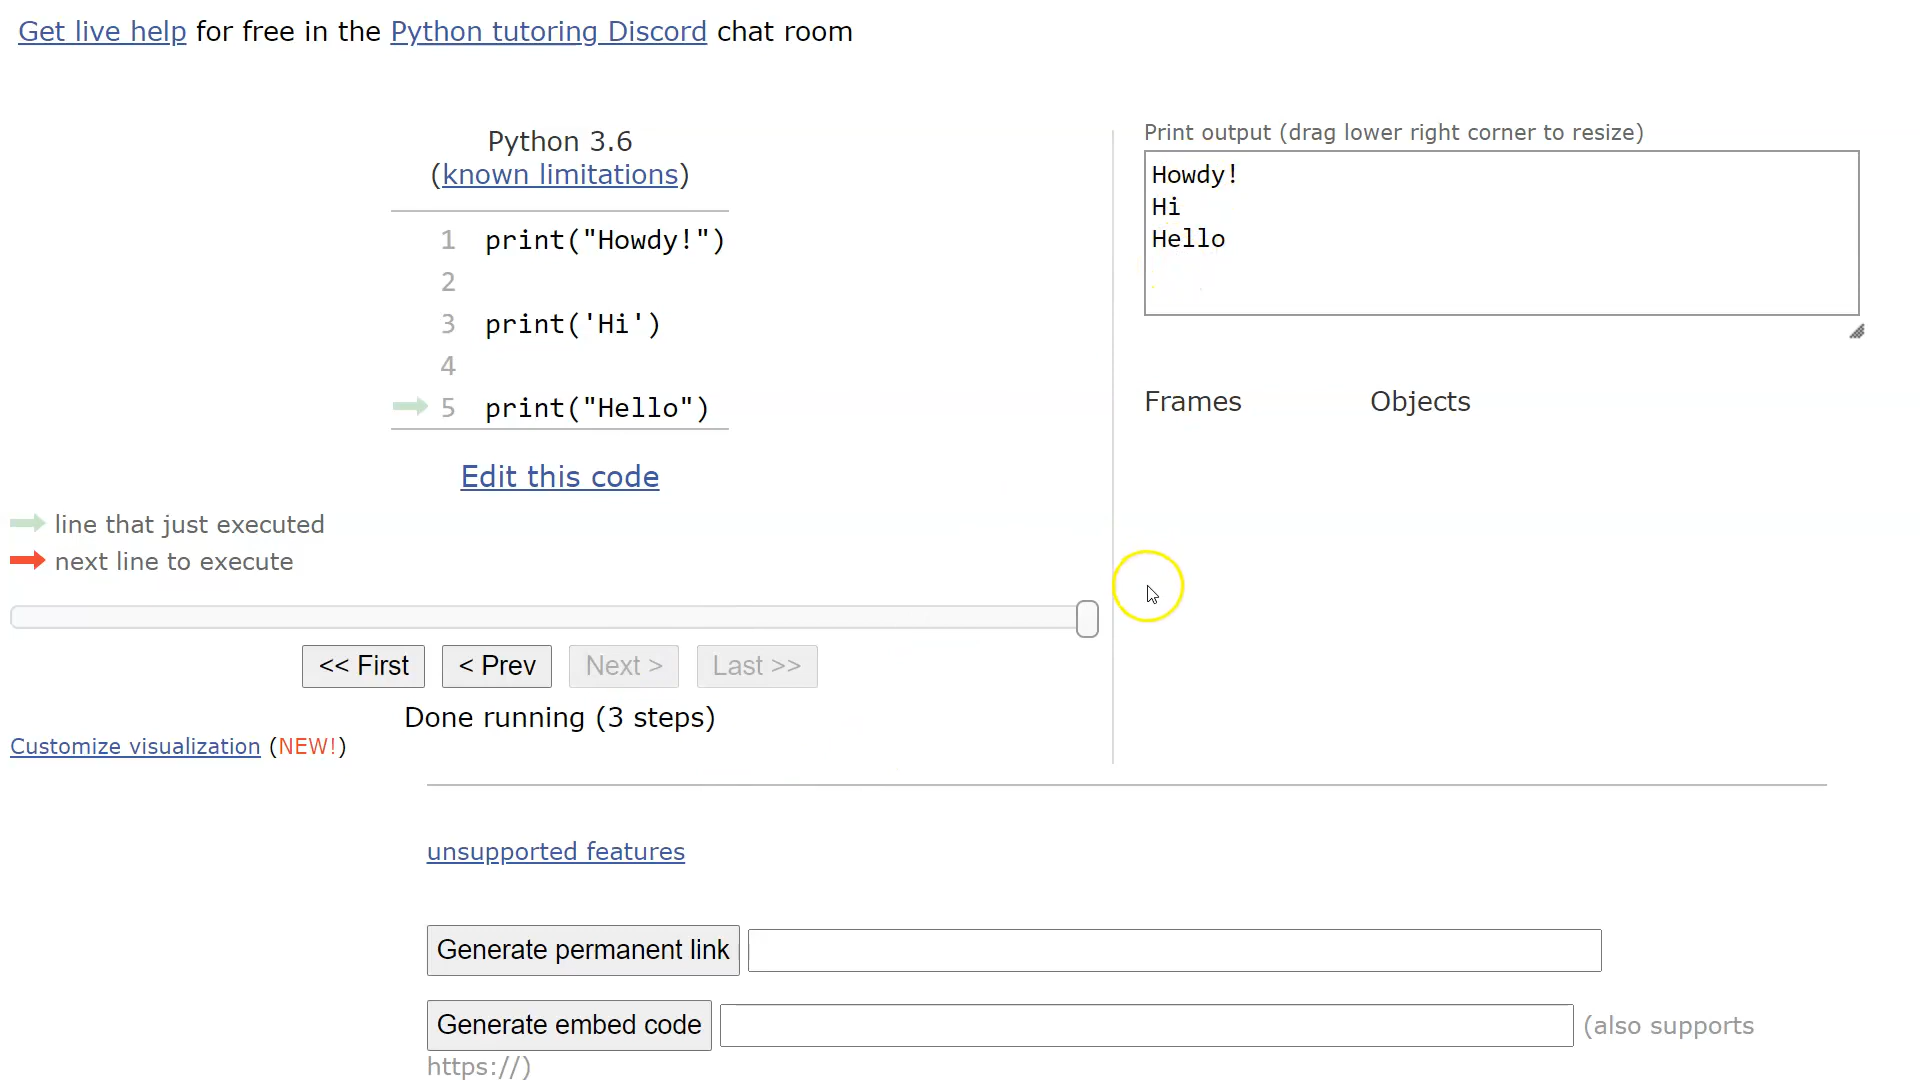 Get live help for free in the Python tutoring Discord chat room
Python 3.6
(known limitations)
1 print("Howdy!")
2
3 print('Hi')
4
5 print("Hello")
Edit this code
line that just executed
next line to execute
<< First < Prev Next > Last >>
Done running (3 steps)
Customize visualization (NEW!)
Print output (drag lower right corner to resize)
Howdy!
Hi
Hello
Frames Objects
unsupported features
Generate permanent link
Generate embed code (also supports
https://)